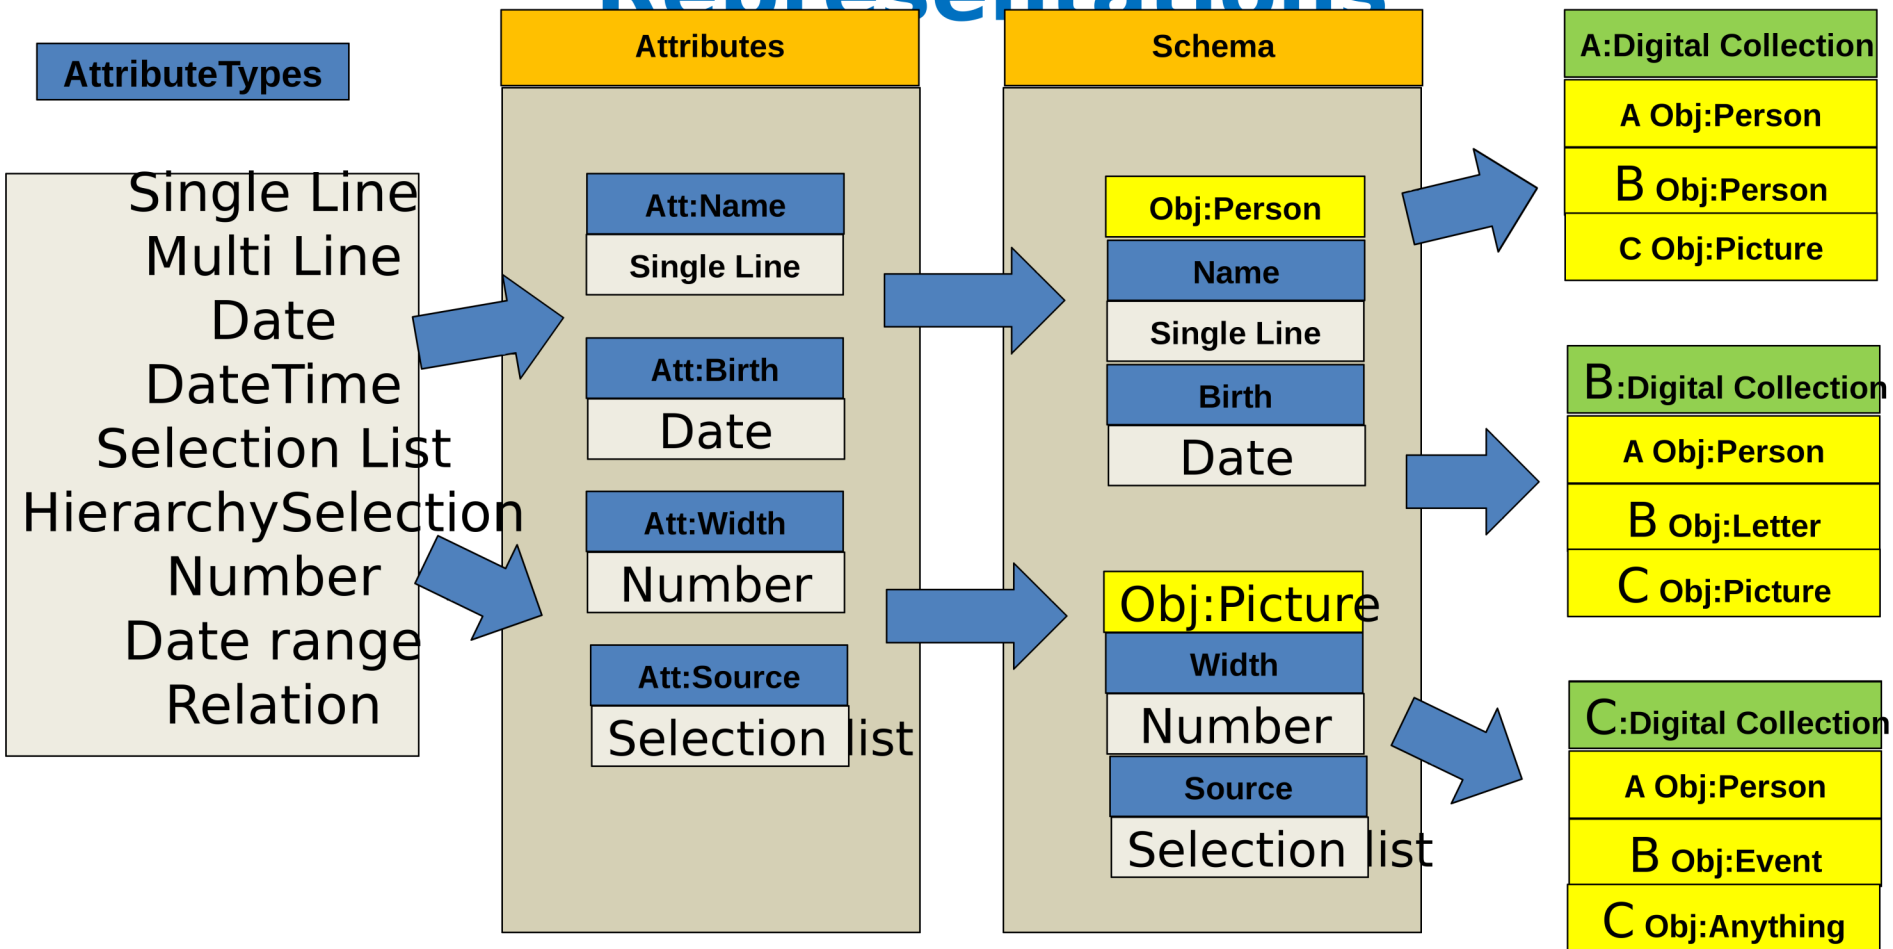 Representations
AttributeTypes
Single Line
Multi Line
Date
DateTime
Selection List
HierarchySelection
Number
Date range
Relation
Attributes
Att:Name
Single Line
Att:Birth
Date
Att:Width
Number
Att:Source
Selection list
Schema
Obj:Person
Name
Single Line
Birth
Date
Obj:Picture
Width
Number
Source
Selection list
A:Digital Collection
A Obj:Person
B Obj:Person
C Obj:Picture
B:Digital Collection
A Obj:Person
B Obj:Letter
C Obj:Picture
C:Digital Collection
A Obj:Person
B Obj:Event
C Obj:Anything